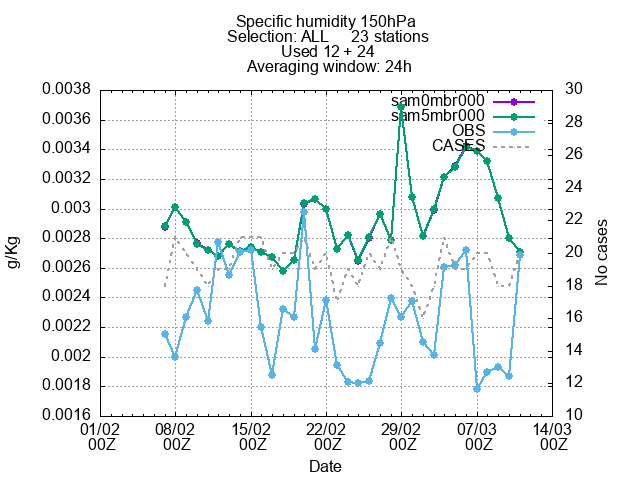 Specific humidity 150hPa
Selection: ALL 23 stations
Used 12 + 24
Averaging window: 24h
0.0038
0.0036
0.0034
0.0032
0.003
0.0028
0.0026
0.0024
0.0022
0.002
0.0018
0.0016
g/Kg
sam0mbr000
sam5mbr000
OBS
CASES
30
28
26
24
22
20
18
16
14
12
10
No cases
01/02 08/02 15/02 22/02 29/02 07/03 14/03
00Z 00Z 00Z 00Z 00Z 00Z 00Z
Date